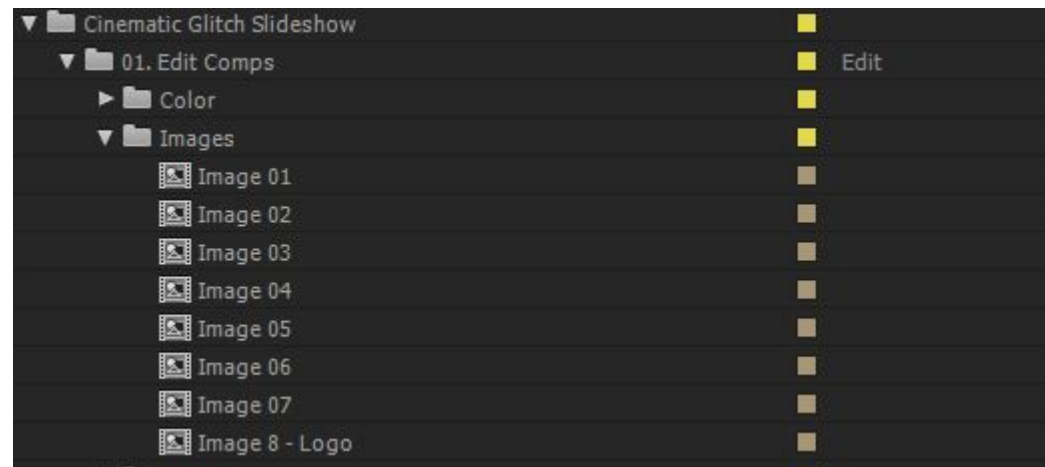 Cinematic Glitch Slideshow
01. Edit Comps Edit
Color
Images
Image 01
Image 02
Image 03
Image 04
Image 05
Image 06
Image 07
Image 8 - Logo